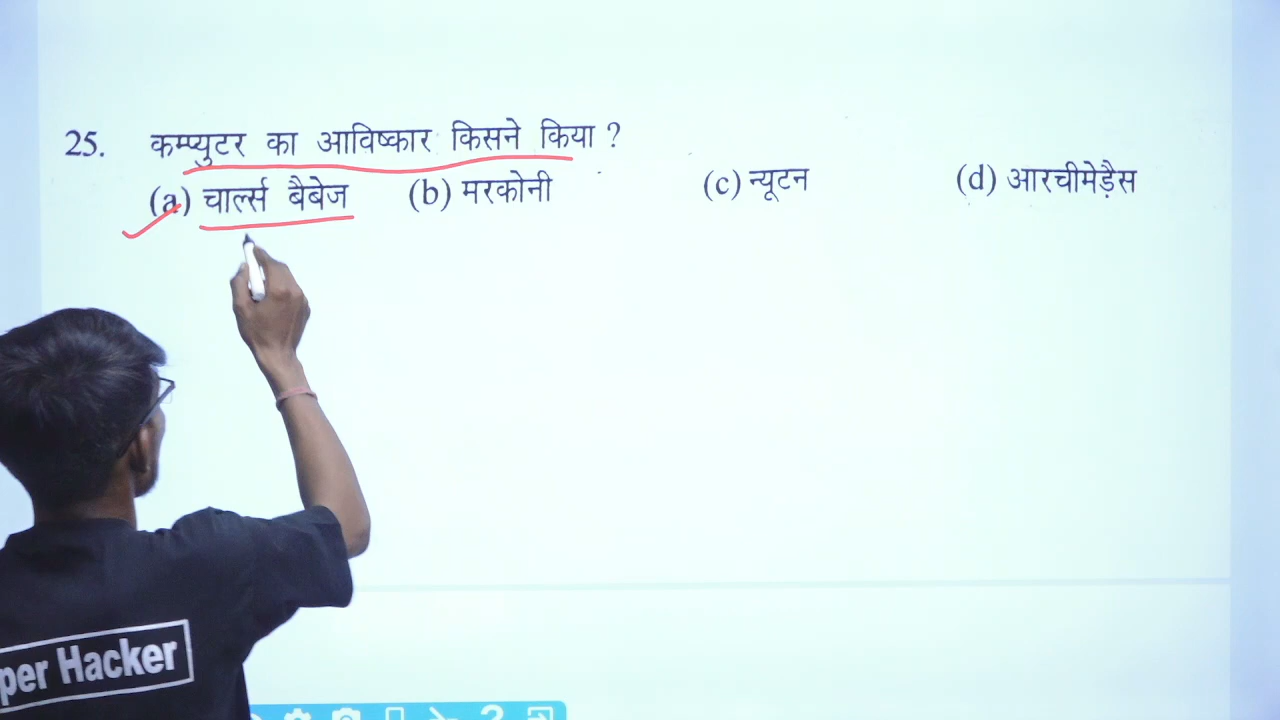 25. कम्प्युटर का आविष्कार किसने किया ?
(a) चार्ल्स बैबेज (b) मरकोनी (c) न्यूटन (d) आरचीमेड़ैस
per Hacker